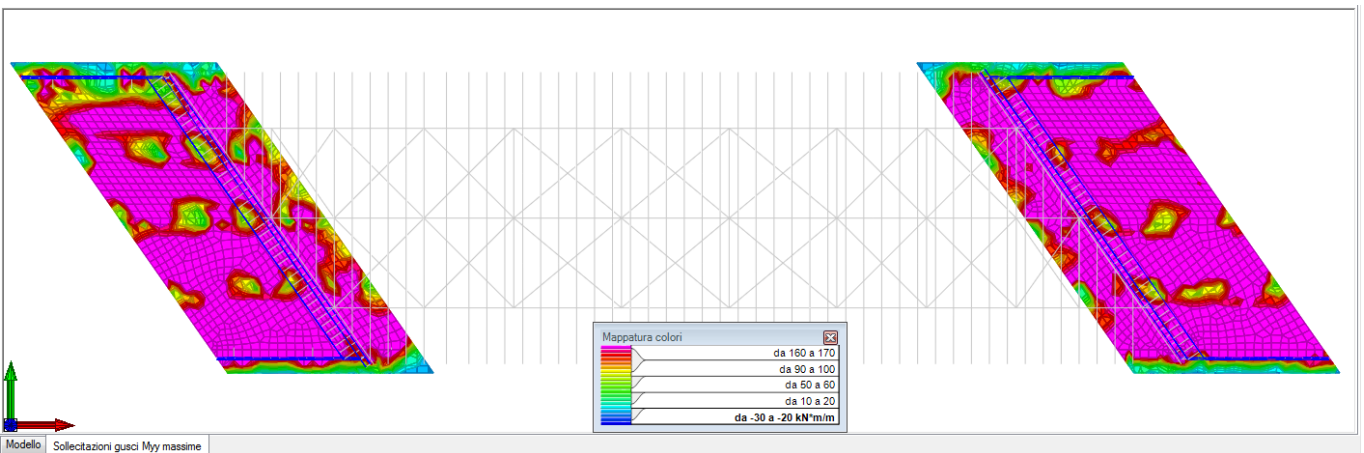 Mappatura colori
da 160 a 170
da 90 a 100
da 50 a 60
da 10 a 20
da -30 a -20 kN*m/m
Modello Sollecitazioni gusci Myy massime